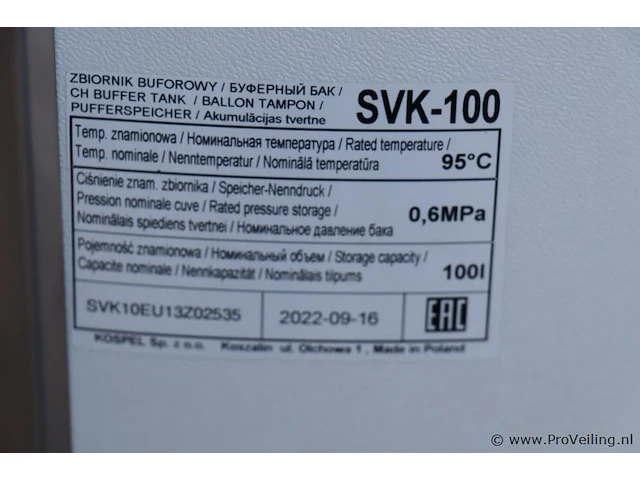 ZBIORNIK BUFOROWY / БУФЕРНЫЙ БАК /
CH BUFFER TANK / BALLON TAMPON /
PUFFERSPEICHER / Akumulācijas tvertne
SVK-100
Temp. znamionowa / Номинальная температура / Rated temperature /
Temp. nominale / Nenntemperatur / Nominālā temperatūra
95°C
Ciśnienie znam. zbiornika / Speicher-Nenndruck /
Pression nominale cuve / Rated pressure storage /
Nominālais spiediens tvertnei / Номинальное давление бака
0,6MPa
Pojemność znamionowa / Номинальный объем / Storage capacity /
Capacite nominale / Nennkapazität / Nominālais tilpums
100l
SVK10EU13Z02535
2022-09-16
EAC
KOSPEL Sp. z o.o. Koszalin ul. Olchowa 1, Made in Poland
© www.ProVeiling.nl